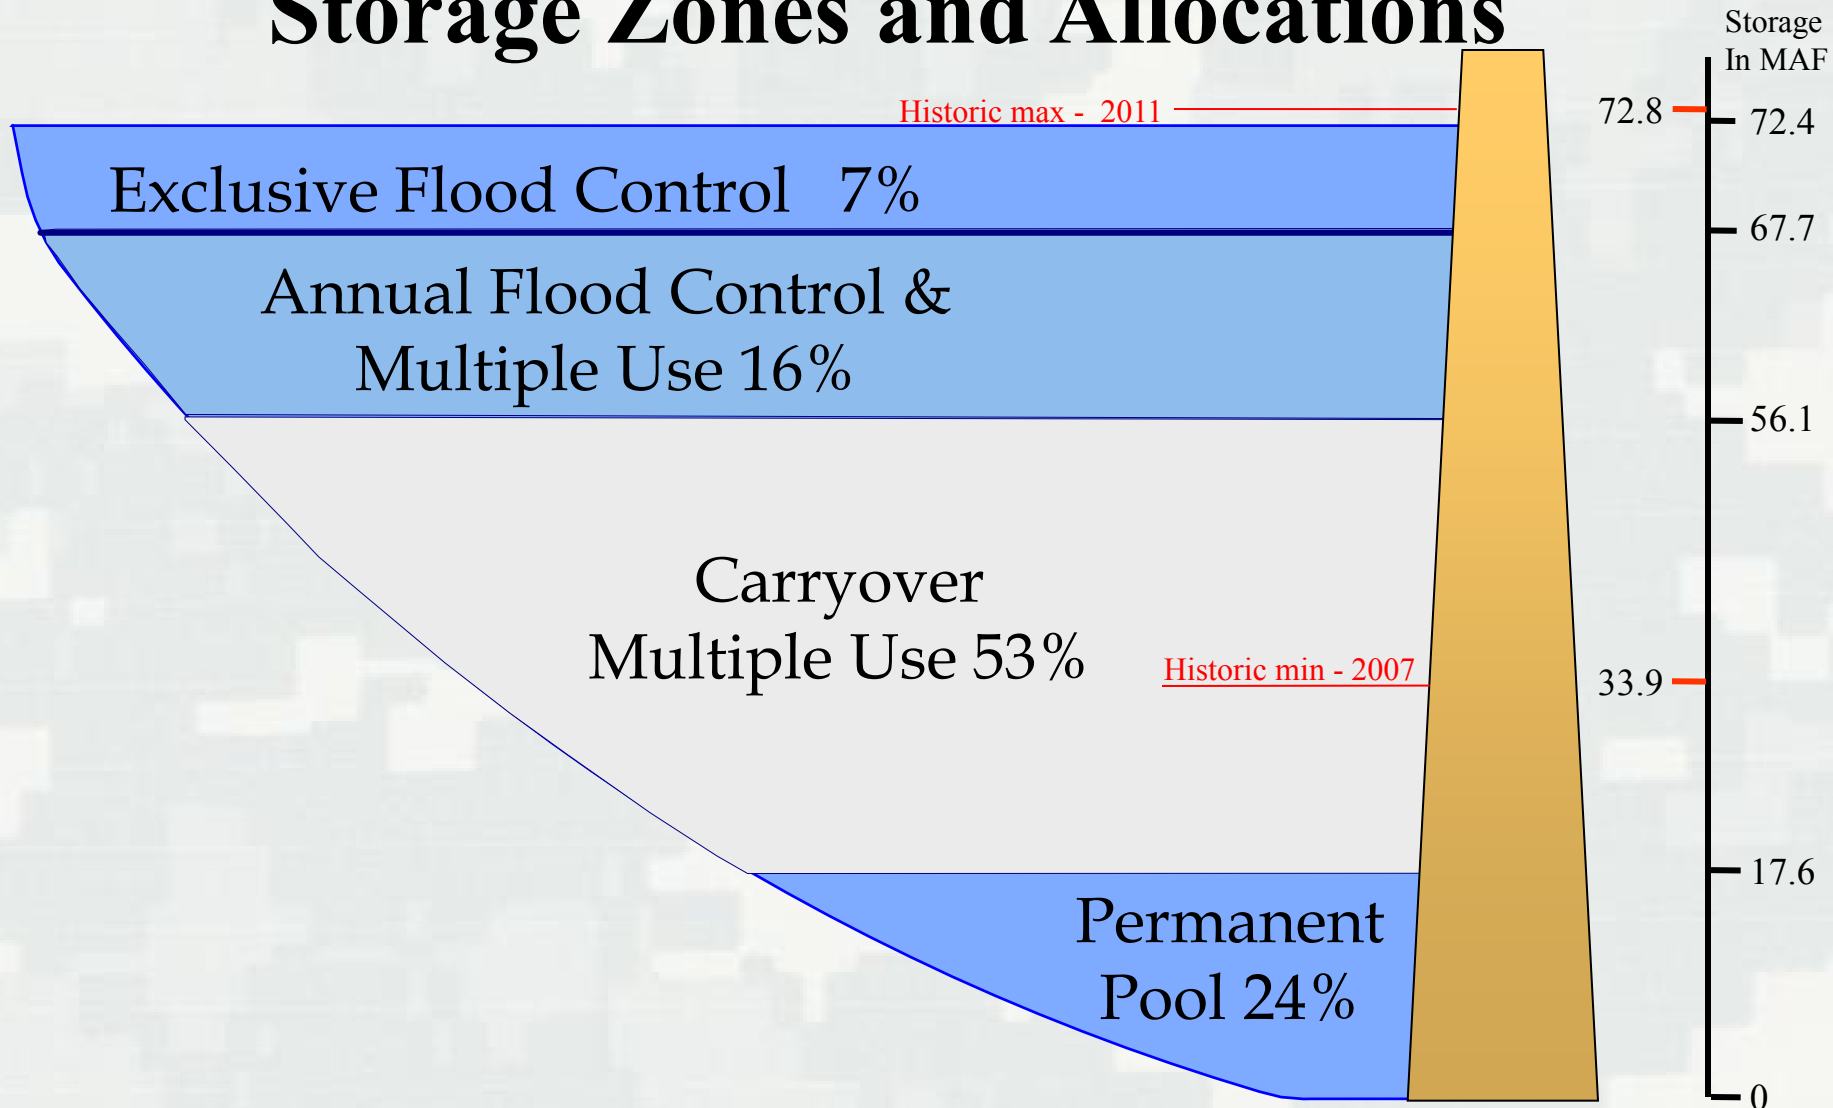 Storage Zones and Allocations
Storage
In MAF
Historic max - 2011
72.8
72.4
Exclusive Flood Control 7%
67.7
Annual Flood Control &
Multiple Use 16%
56.1
Carryover
Multiple Use 53%
Historic min - 2007
33.9
17.6
Permanent
Pool 24%
0